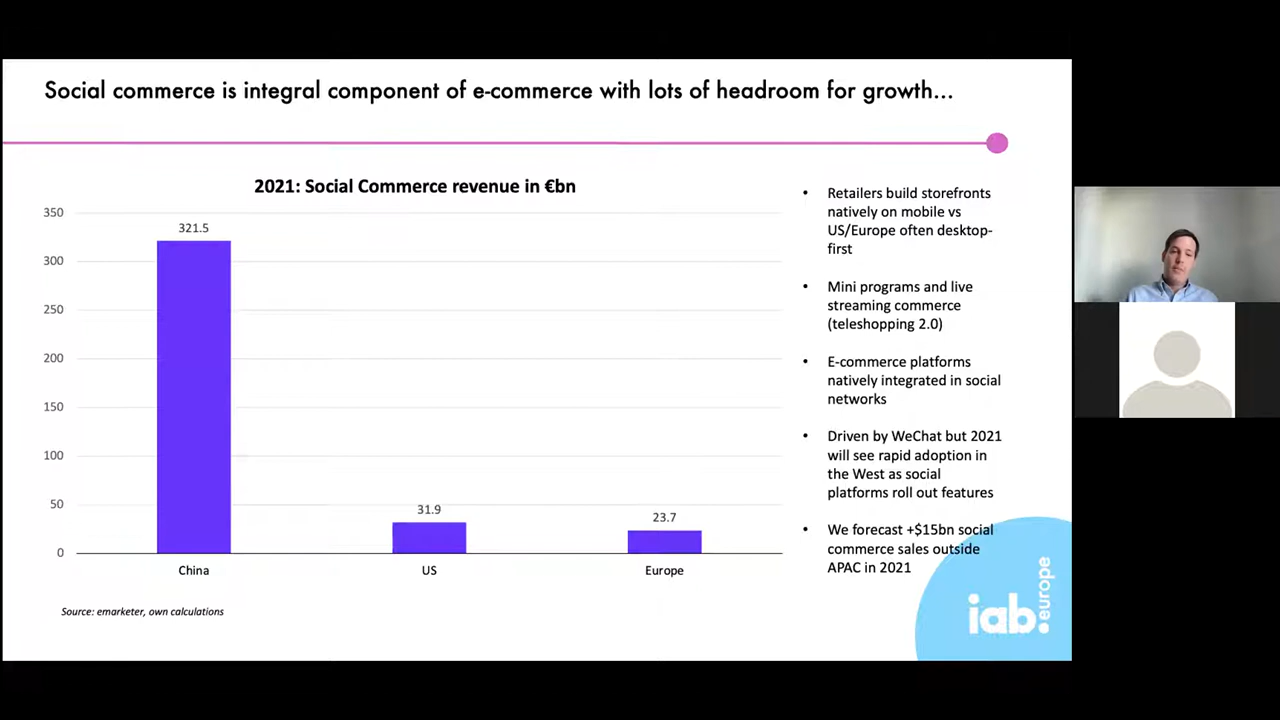 Social commerce is integral component of e-commerce with lots of headroom for growth...
2021: Social Commerce revenue in €bn
350
300
250
200
150
100
50
0
321.5
31.9
23.7
China
US
Europe
Source: emarketer, own calculations
• Retailers build storefronts
natively on mobile vs
US/Europe often desktop-
first
• Mini programs and live
streaming commerce
(teleshopping 2.0)
• E-commerce platforms
natively integrated in social
networks
• Driven by WeChat but 2021
will see rapid adoption in
the West as social
platforms roll out features
• We forecast +$15bn social
commerce sales outside
APAC in 2021
iab.
europe